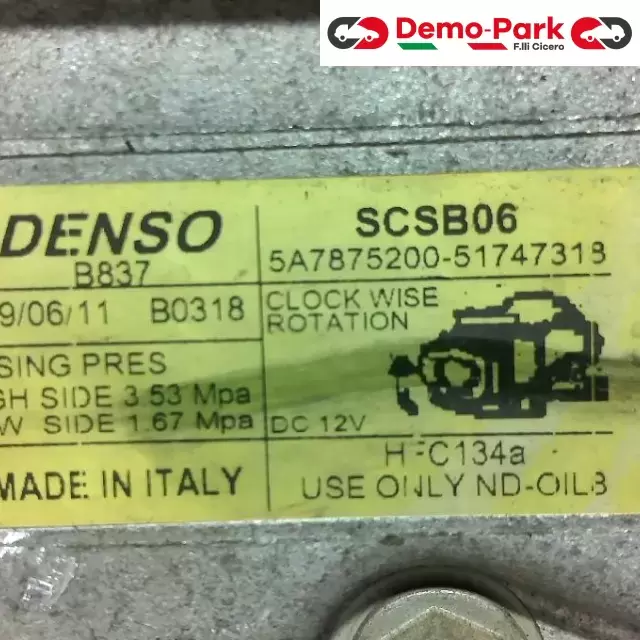 Demo-Park
F.lli Cicero
DENSO
B837
9/06/11 B0318
SING PRES
GH SIDE 3.53 Mpa
W SIDE 1.67 Mpa
MADE IN ITALY
SCSB06
5A7875200-51747318
CLOCK WISE
ROTATION
DC 12V
HFC134a
USE ONLY ND-OIL8